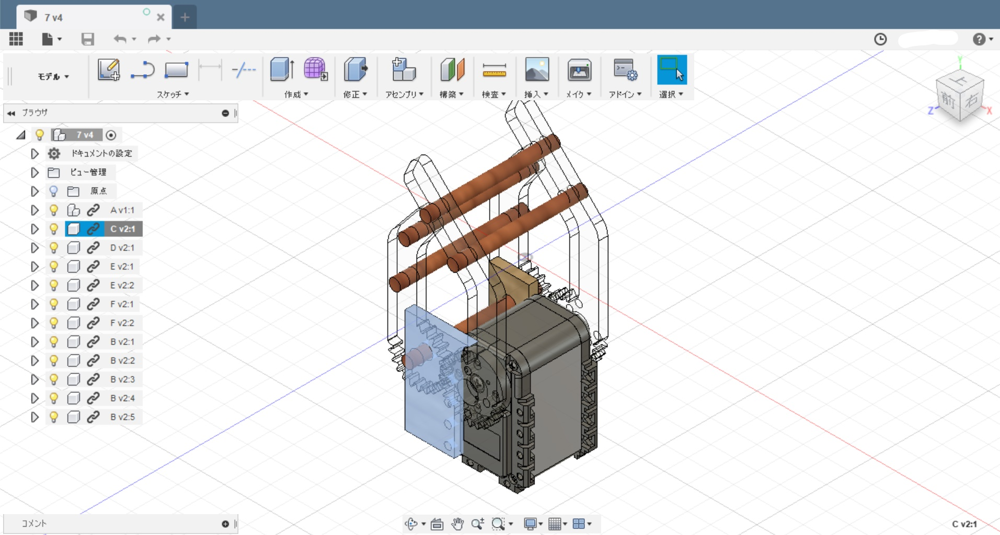 7 v4
モデル
スケッチ
作成
修正
アセンブリ
構築
検査
挿入
メイク
アドイン
選択
Y
上
前
右
Z
X
ブラウザ
7 v4
ドキュメントの設定
ビュー管理
原点
A v1:1
C v2:1
D v2:1
E v2:1
E v2:2
F v2:1
F v2:2
B v2:1
B v2:2
B v2:3
B v2:4
B v2:5
コメント
C v2:1